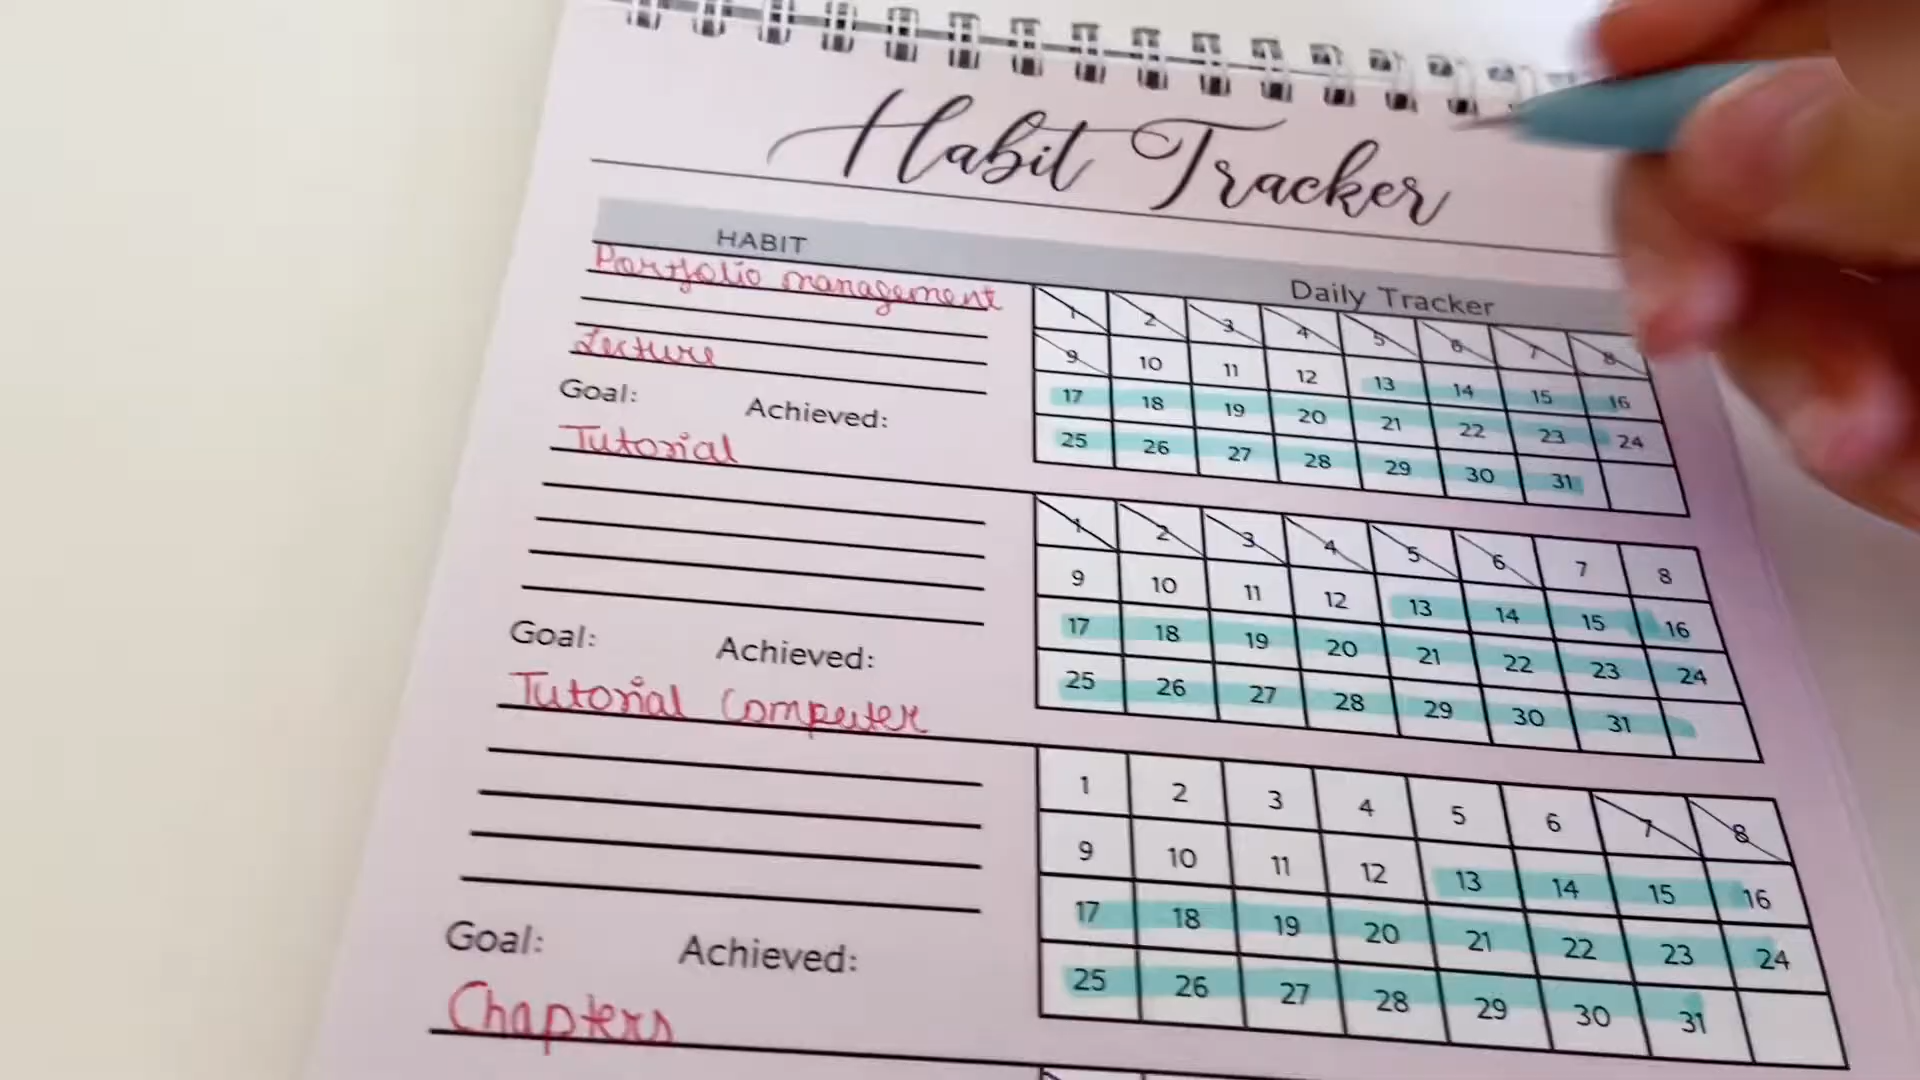 Habit Tracker
HABIT
Daily Tracker
Portfolio management
Lecture
Goal: Achieved:
1 2 3 4 5 6 7 8
9 10 11 12 13 14 15 16
17 18 19 20 21 22 23 24
25 26 27 28 29 30 31
Tutorial
Goal: Achieved:
1 2 3 4 5 6 7 8
9 10 11 12 13 14 15 16
17 18 19 20 21 22 23 24
25 26 27 28 29 30 31
Tutorial Computer
Goal: Achieved:
1 2 3 4 5 6 7 8
9 10 11 12 13 14 15 16
17 18 19 20 21 22 23 24
25 26 27 28 29 30 31
Chapters